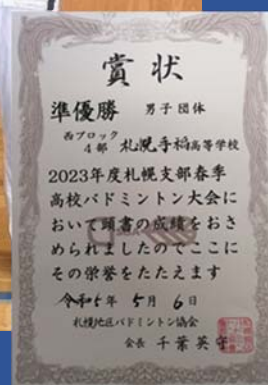 賞状
準優勝 男子団体
西ブロック
4部 札幌手稲高等学校
2023年度札幌支部春季
高校バドミントン大会に
おいて頭書の成績をおさ
められましたのでここに
その栄誉をたたえます
令和5年 5月 6日
札幌地区バドミントン協会
会長 千葉英守